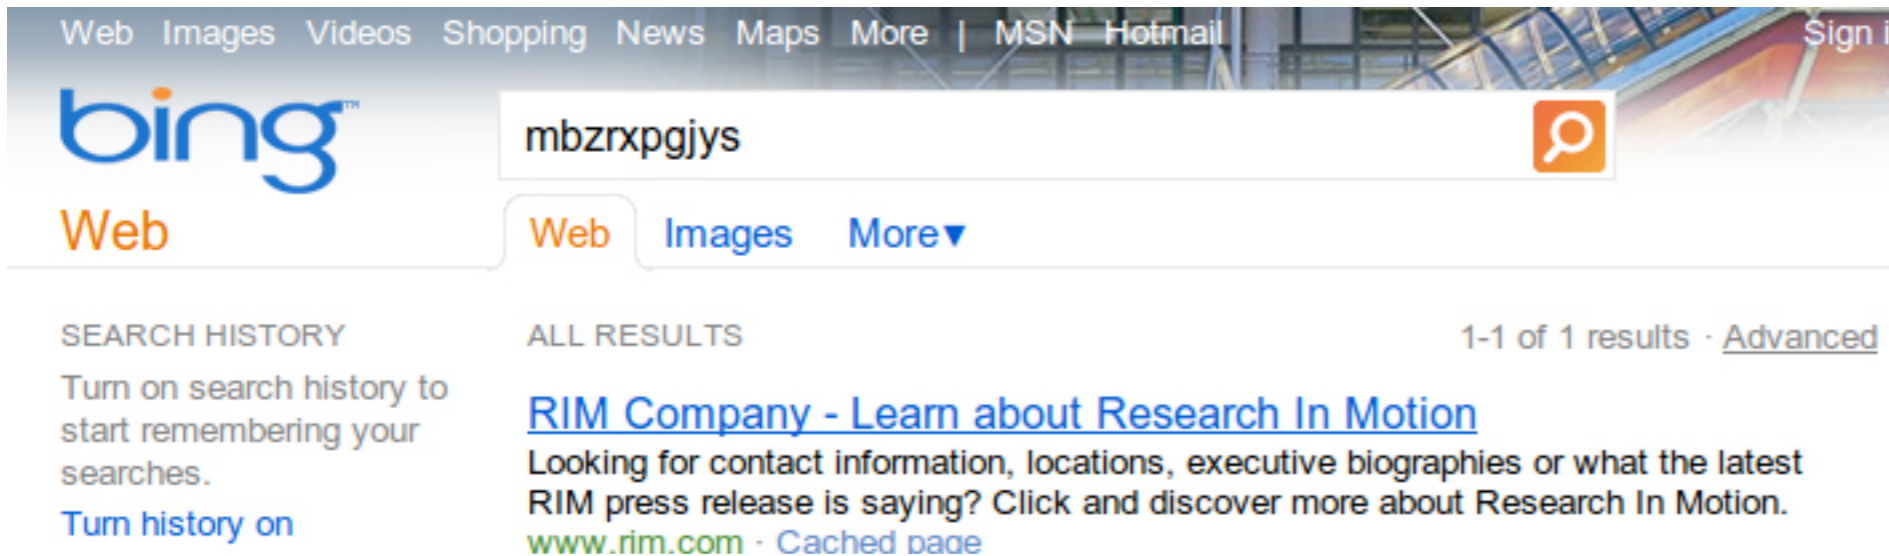 Web Images Videos Shopping News Maps More | MSN Hotmail Sign i
bing™
mbzrxpgjys
Web
Web Images More▼
SEARCH HISTORY
Turn on search history to
start remembering your
searches.
Turn history on
ALL RESULTS
1-1 of 1 results · Advanced
RIM Company - Learn about Research In Motion
Looking for contact information, locations, executive biographies or what the latest
RIM press release is saying? Click and discover more about Research In Motion.
www.rim.com · Cached page